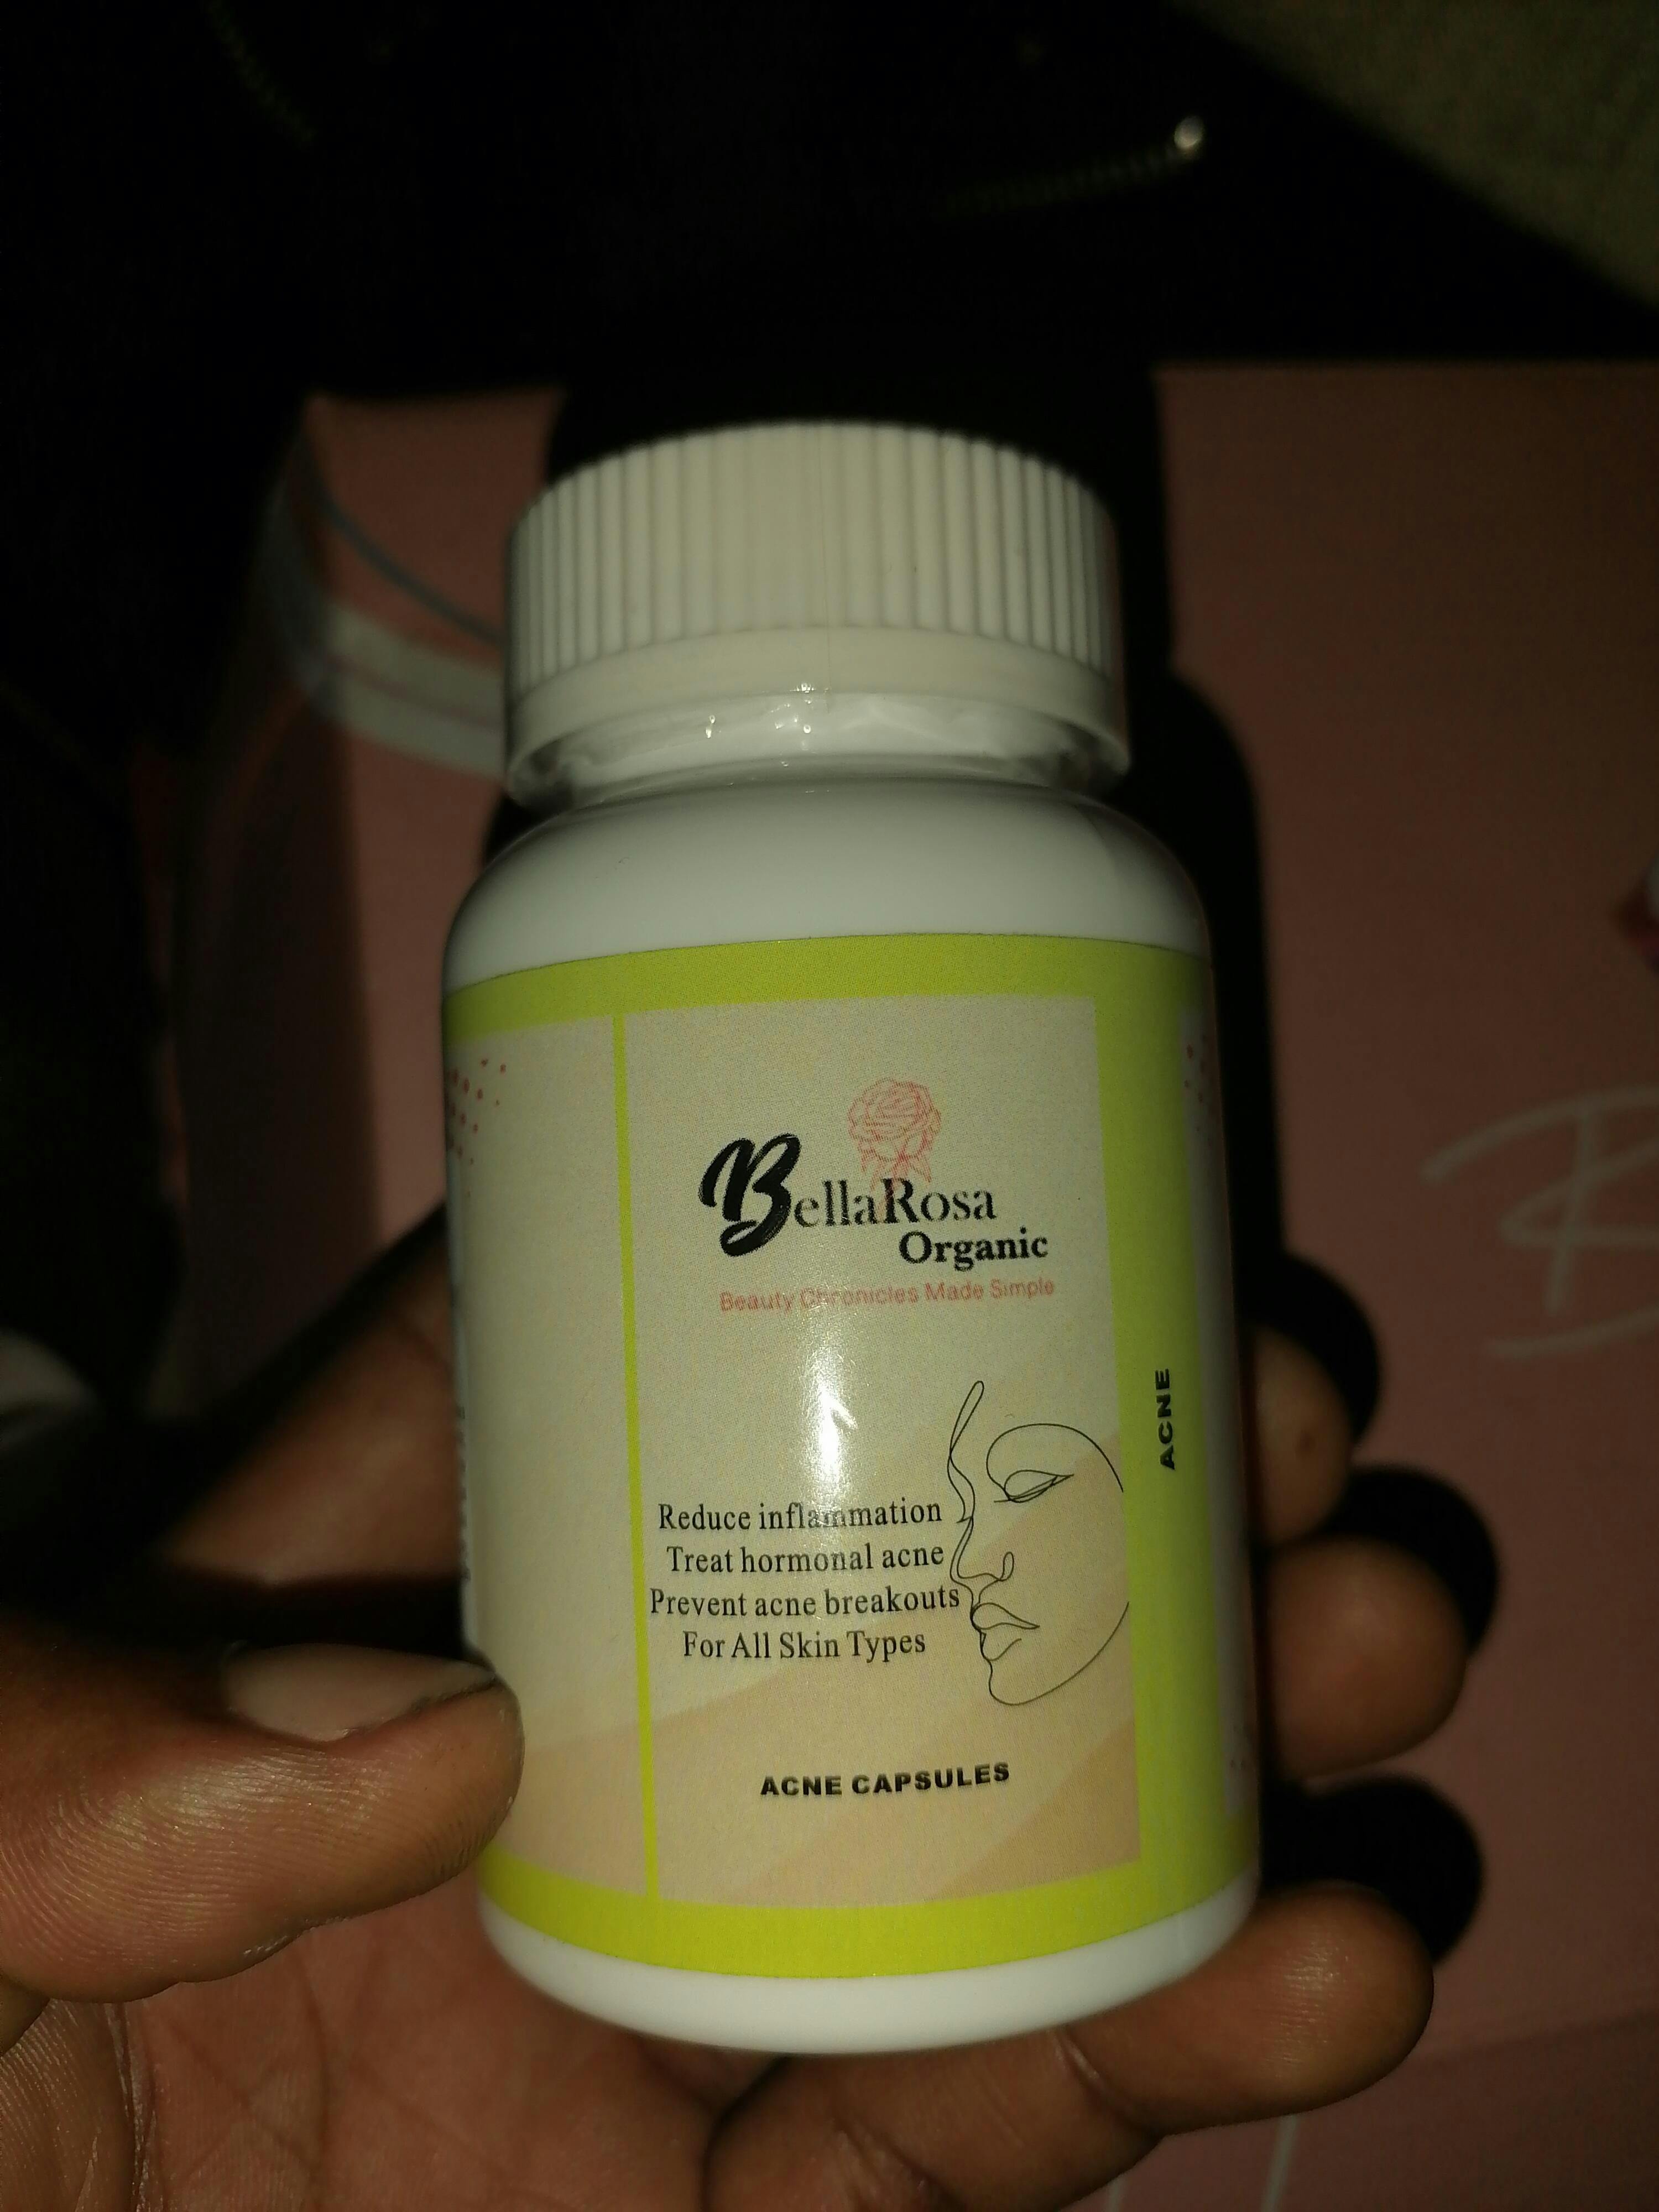 BellaRosa
Organic
Beauty Chronicles Made Simple
Reduce inflammation
Treat hormonal acne
Prevent acne breakouts
For All Skin Types
ACNE CAPSULES
ACNE
B